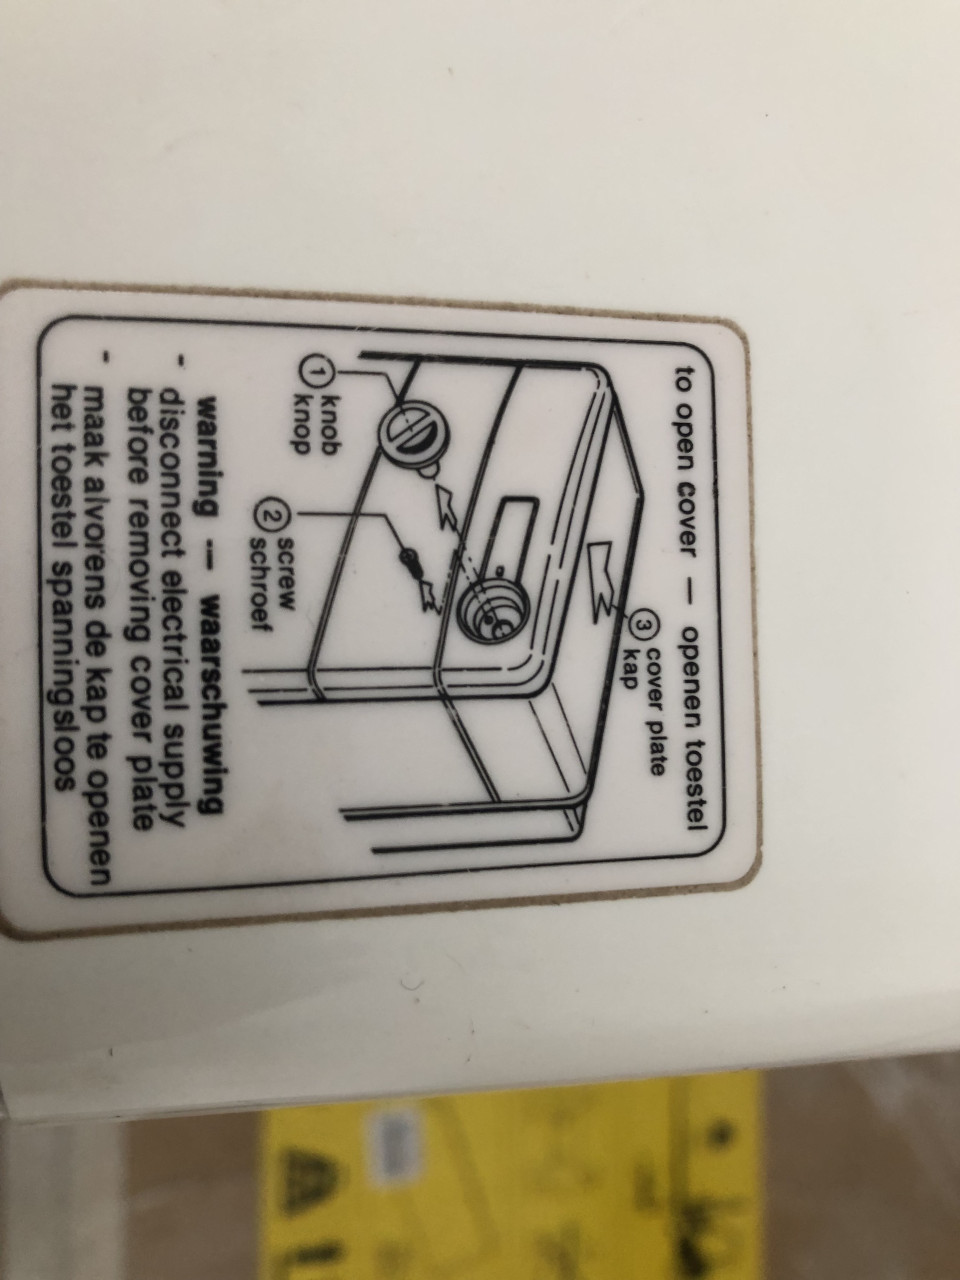 to open cover — openen toestel
3 cover plate
kap
1 knob
knop
2 screw
schroef
warning -— waarschuwing
- disconnect electrical supply
before removing cover plate
- maak alvorens de kap te openen
het toestel spanningsloos